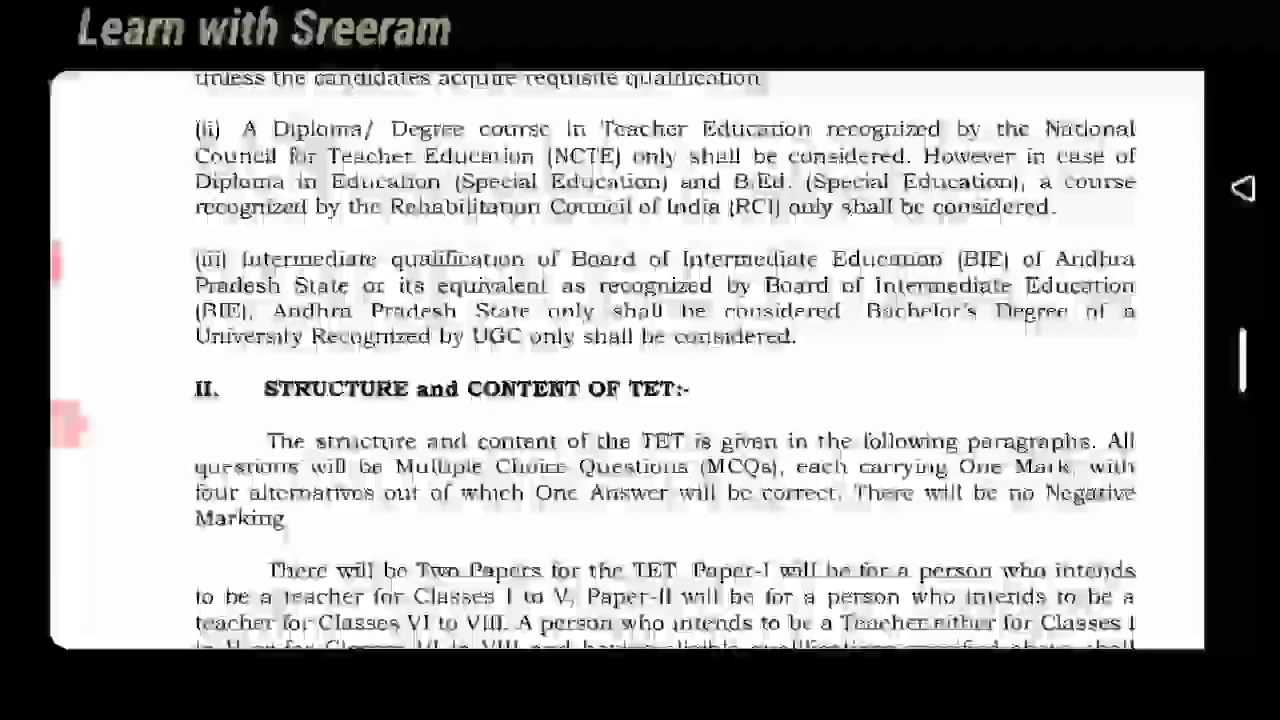 Learn with Sreeram
unless the candidates acquire requisite qualification
(ii) A Diploma/ Degree course in Teacher Education recognized by the National
Council for Teacher Education (NCTE) only shall be considered. However in case of
Diploma in Education (Special Education) and B.Ed. (Special Education), a course
recognized by the Rehabilitation Council of India (RCI) only shall be considered.
(iii) Intermediate qualification of Board of Intermediate Education (BIE) of Andhra
Pradesh State or its equivalent as recognized by Board of Intermediate Education
(BIE), Andhra Pradesh State only shall be considered Bachelor's Degree of a
University Recognized by UGC only shall be considered.
II. STRUCTURE and CONTENT OF TET:-
The structure and content of the TET is given in the following paragraphs. All
questions will be Multiple Choice Questions (MCQs), each carrying One Mark, with
four alternatives out of which One Answer will be correct. There will be no Negative
Marking
There will be Two Papers for the TET Paper-I will be for a person who intends
to be a teacher for Classes I to V, Paper-II will be for a person who intends to be a
teacher for Classes VI to VIII. A person who intends to be a Teacher either for Classes I